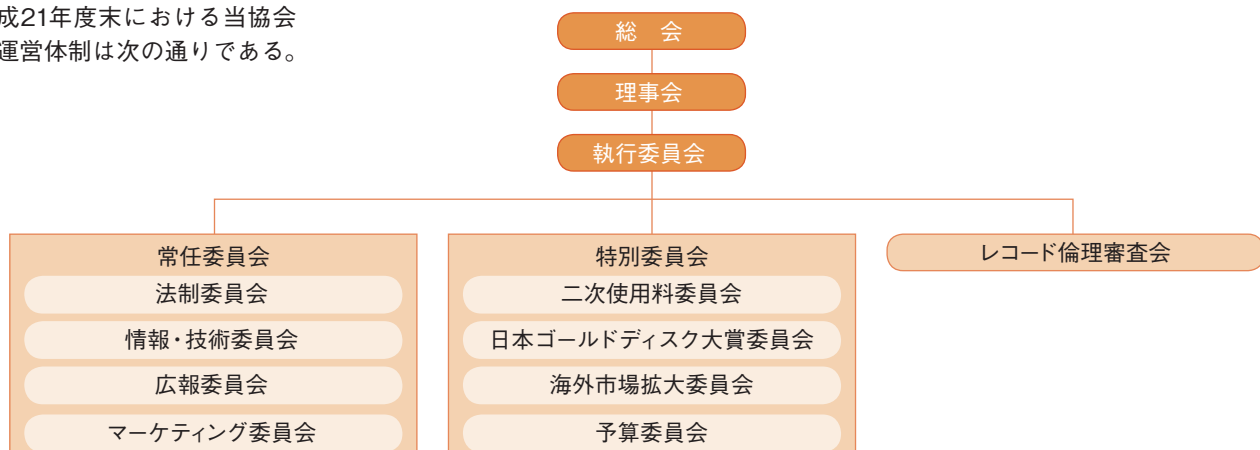 成21年度末における当協会
運営体制は次の通りである。
総　会
理事会
執行委員会
常任委員会
法制委員会
情報・技術委員会
広報委員会
マーケティング委員会
特別委員会
二次使用料委員会
日本ゴールドディスク大賞委員会
海外市場拡大委員会
予算委員会
レコード倫理審査会